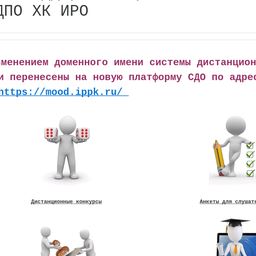 ДПО ХК ИРО
менением доменного имени системы дистанцион
и перенесены на новую платформу СДО по адрес
https://mood.ippk.ru/
Дистанционные конкурсы
Анкеты для слушате